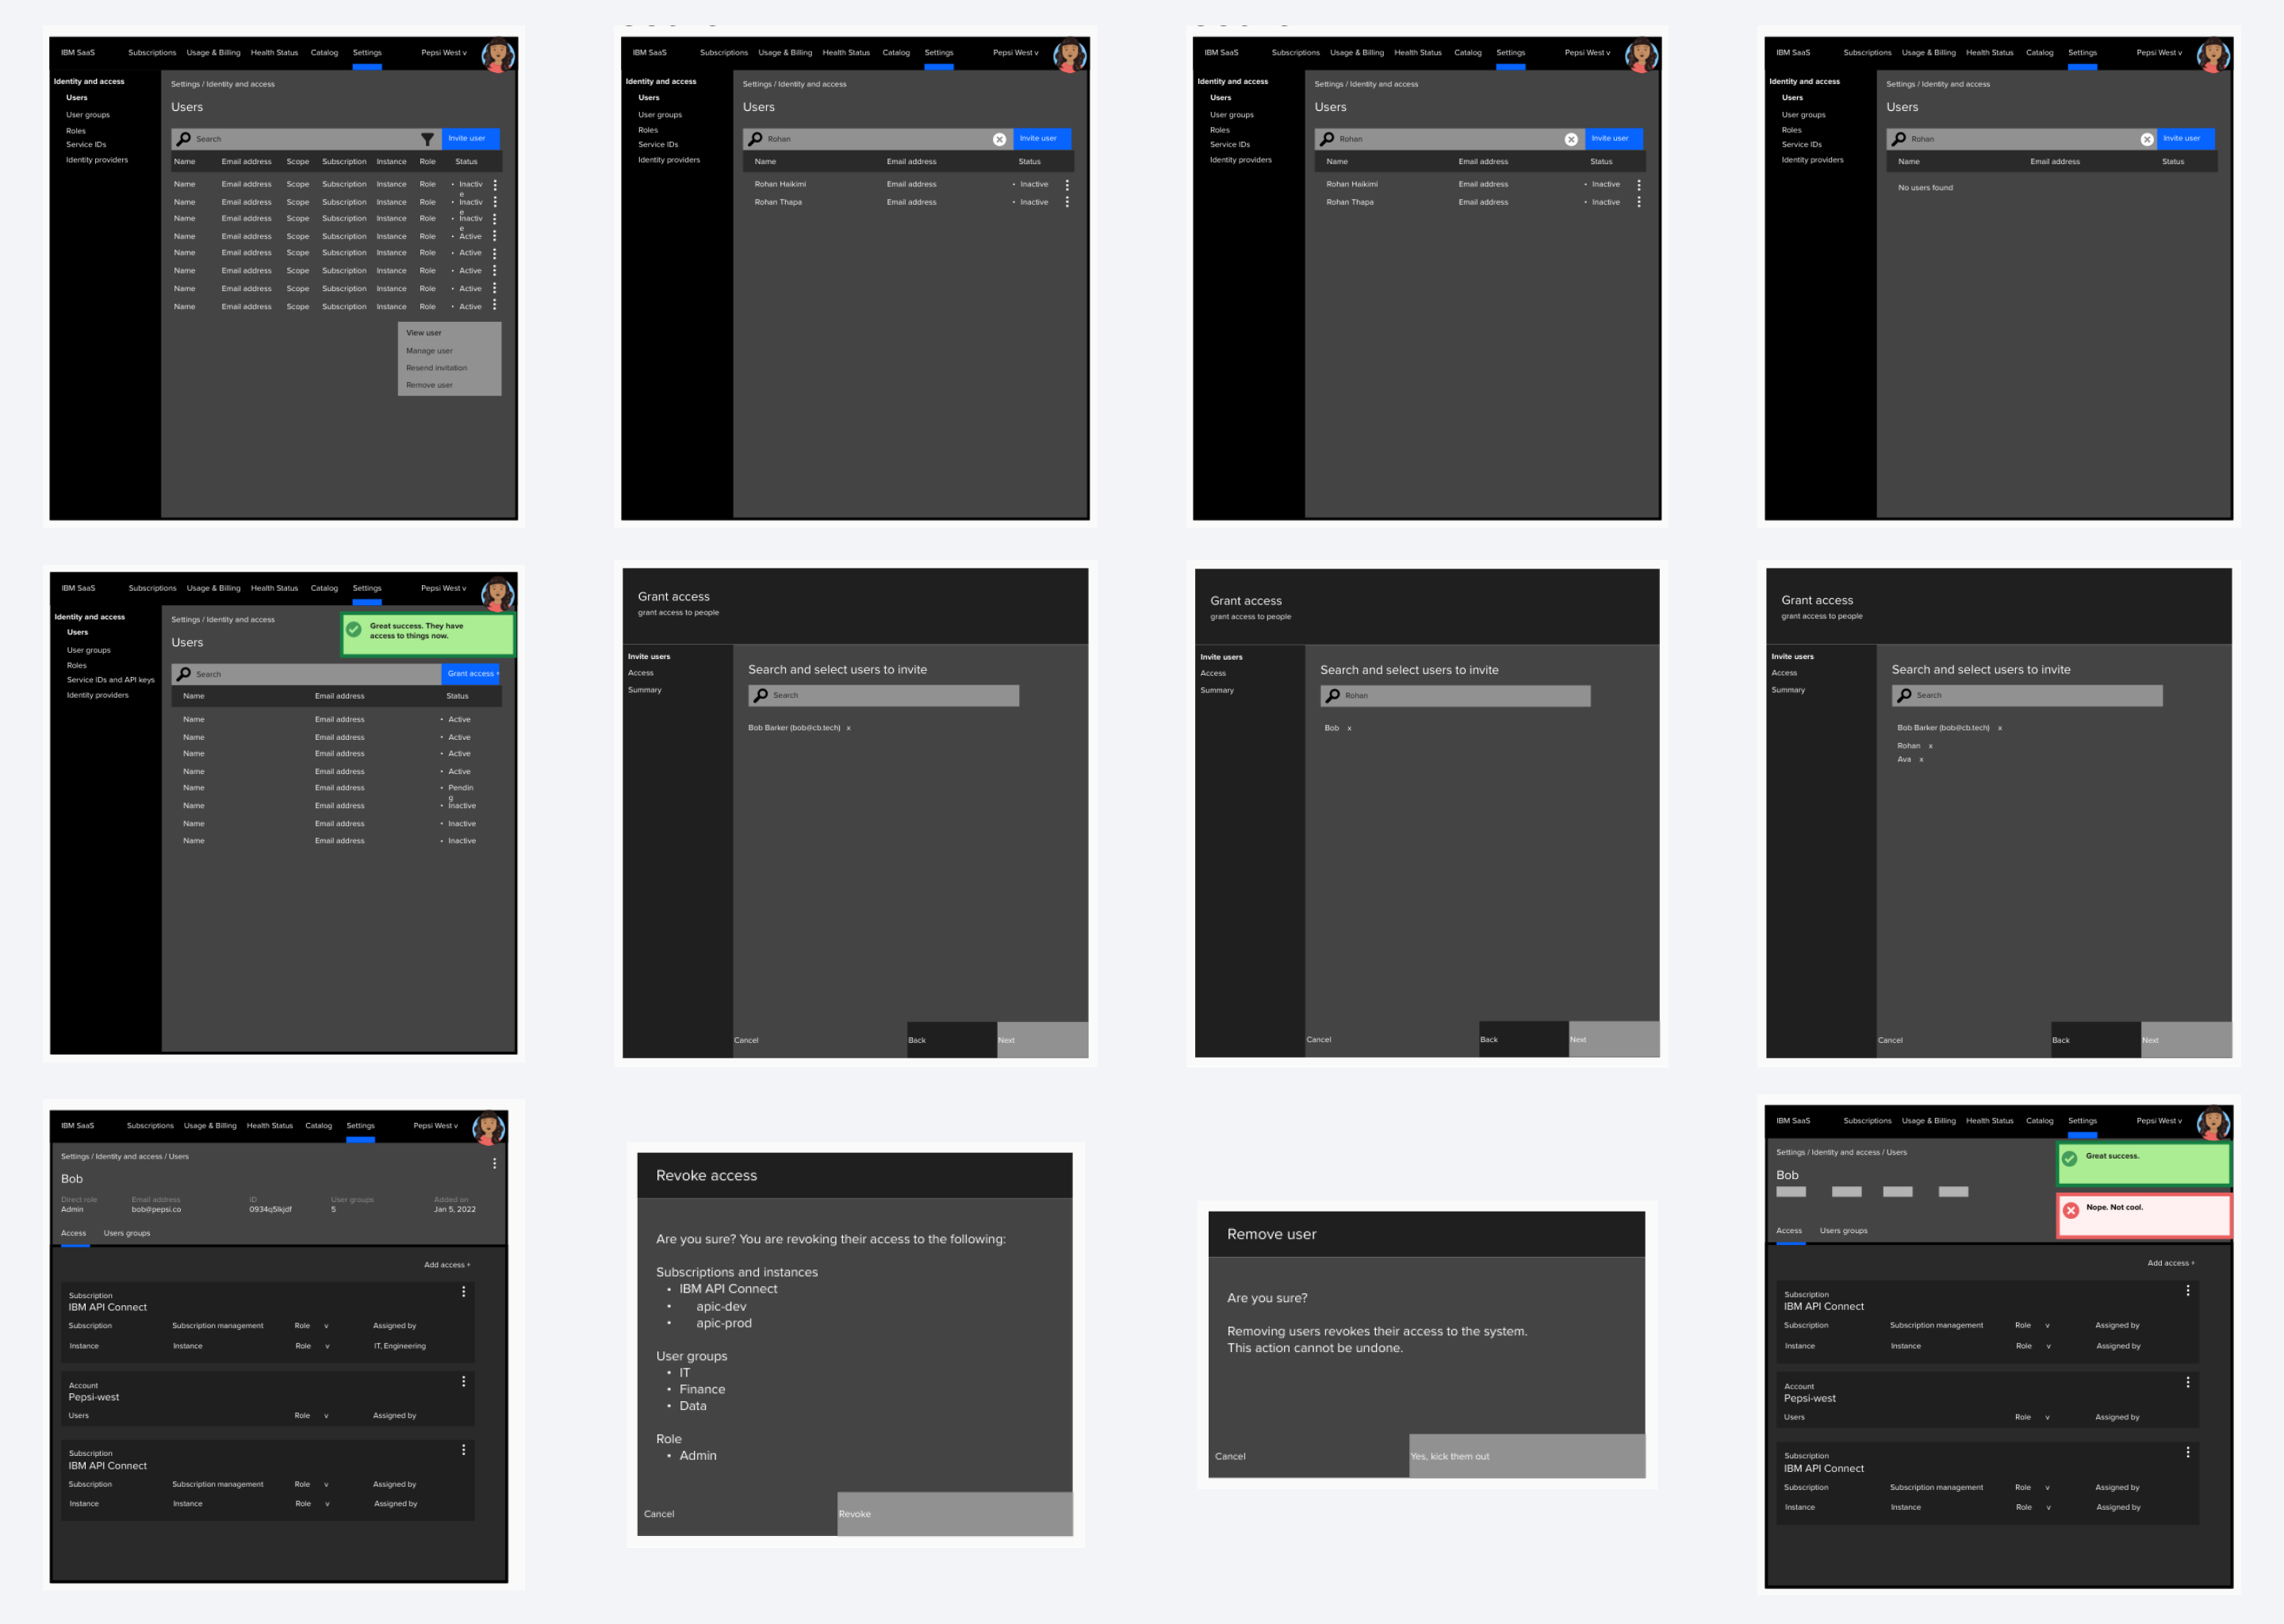 IBM SaaS Subscriptions Usage & Billing Health Status Catalog Settings Pepsi West v
Identity and access
Users
User groups
Roles
Service IDs
Identity providers
Settings / Identity and access
Users
Search Invite user
Name Email address Scope Subscription Instance Role Status
Name Email address Scope Subscription Instance Role • Inactiv
e
Name Email address Scope Subscription Instance Role • Inactiv
e
Name Email address Scope Subscription Instance Role • Inactiv
e
Name Email address Scope Subscription Instance Role • Active
Name Email address Scope Subscription Instance Role • Active
Name Email address Scope Subscription Instance Role • Active
Name Email address Scope Subscription Instance Role • Active
Name Email address Scope Subscription Instance Role • Active
View user
Manage user
Resend invitation
Remove user
IBM SaaS Subscriptions Usage & Billing Health Status Catalog Settings Pepsi West v
Identity and access
Users
User groups
Roles
Service IDs
Identity providers
Settings / Identity and access
Users
Rohan Invite user
Name Email address Status
Rohan Haikimi Email address • Inactive
Rohan Thapa Email address • Inactive
IBM SaaS Subscriptions Usage & Billing Health Status Catalog Settings Pepsi West v
Identity and access
Users
User groups
Roles
Service IDs
Identity providers
Settings / Identity and access
Users
Rohan Invite user
Name Email address Status
Rohan Haikimi Email address • Inactive
Rohan Thapa Email address • Inactive
IBM SaaS Subscriptions Usage & Billing Health Status Catalog Settings Pepsi West v
Identity and access
Users
User groups
Roles
Service IDs
Identity providers
Settings / Identity and access
Users
Rohan Invite user
Name Email address Status
No users found
IBM SaaS Subscriptions Usage & Billing Health Status Catalog Settings Pepsi West v
Identity and access
Users
User groups
Roles
Service IDs and API keys
Identity providers
Settings / Identity and access
Great success. They have
access to things now.
Users
Search Grant access +
Name Email address Status
Name Email address • Active
Name Email address • Active
Name Email address • Active
Name Email address • Active
Name Email address • Pendin
g
Name Email address • Inactive
Name Email address • Inactive
Name Email address • Inactive
Grant access
grant access to people
Invite users
Access
Summary
Search and select users to invite
Search
Bob Barker (bob@cb.tech) x
Cancel Back Next
Grant access
grant access to people
Invite users
Access
Summary
Search and select users to invite
Rohan
Bob x
Cancel Back Next
Grant access
grant access to people
Invite users
Access
Summary
Search and select users to invite
Search
Bob Barker (bob@cb.tech) x
Rohan x
Ava x
Cancel Back Next
IBM SaaS Subscriptions Usage & Billing Health Status Catalog Settings Pepsi West v
Settings / Identity and access / Users
Bob
Direct role Email address ID User groups Added on
Admin bob@pepsi.co 0934q5lkjdf 5 Jan 5, 2022
Access Users groups
Add access +
Subscription
IBM API Connect
Subscription Subscription management Role v Assigned by
Instance Instance Role v IT, Engineering
Account
Pepsi-west
Users Role v Assigned by
Subscription
IBM API Connect
Subscription Subscription management Role v Assigned by
Instance Instance Role v Assigned by
Revoke access
Are you sure? You are revoking their access to the following:
Subscriptions and instances
• IBM API Connect
• apic-dev
• apic-prod
User groups
• IT
• Finance
• Data
Role
• Admin
Cancel Revoke
Remove user
Are you sure?
Removing users revokes their access to the system.
This action cannot be undone.
Cancel Yes, kick them out
IBM SaaS Subscriptions Usage & Billing Health Status Catalog Settings Pepsi West v
Settings / Identity and access / Users
Great success.
Bob
Nope. Not cool.
Access Users groups
Add access +
Subscription
IBM API Connect
Subscription Subscription management Role v Assigned by
Instance Instance Role v Assigned by
Account
Pepsi-west
Users Role v Assigned by
Subscription
IBM API Connect
Subscription Subscription management Role v Assigned by
Instance Instance Role v Assigned by